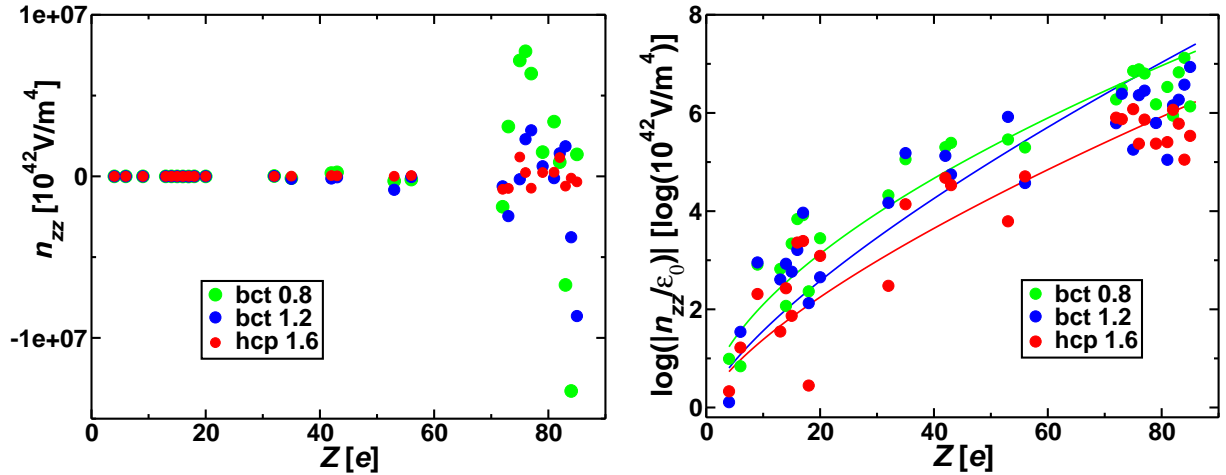 1e+07
0
-1e+07
n_zz [10^42 V/m^4]
bct 0.8
bct 1.2
hcp 1.6
0 20 40 60 80
Z [e]
8
6
4
2
0
log(|n_zz/ε_0)| [log(10^42 V/m^4)]
bct 0.8
bct 1.2
hcp 1.6
0 20 40 60 80
Z [e]